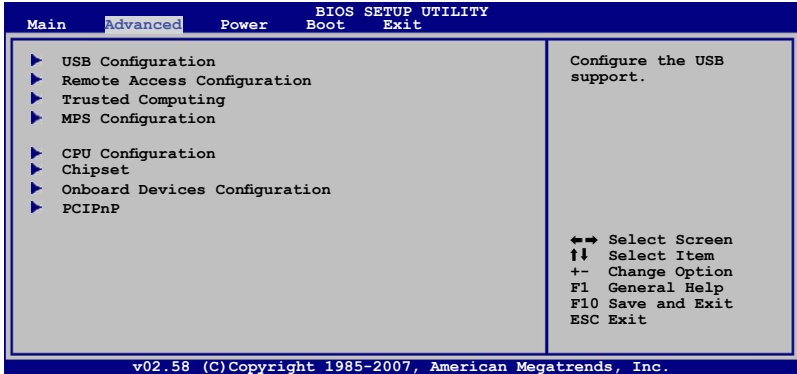 BIOS SETUP UTILITY
Main Advanced Power Boot Exit
USB Configuration
Remote Access Configuration
Trusted Computing
MPS Configuration
CPU Configuration
Chipset
Onboard Devices Configuration
PCIPnP
Configure the USB
support.
←→ Select Screen
↑↓ Select Item
+- Change Option
F1 General Help
F10 Save and Exit
ESC Exit
v02.58 (C)Copyright 1985-2007, American Megatrends, Inc.